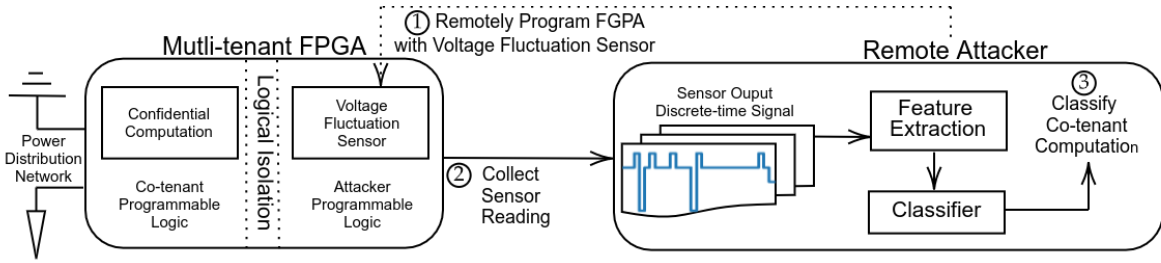 ① Remotely Program FGPA
with Voltage Fluctuation Sensor
Mutli-tenant FPGA
Remote Attacker
Confidential
Computation
Logical Isolation
Voltage
Fluctuation
Sensor
Power
Distribution
Network
Co-tenant
Programmable
Logic
Attacker
Programmable
Logic
② Collect
Sensor
Reading
Sensor Ouput
Discrete-time Signal
Feature
Extraction
Classifier
③
Classify
Co-tenant
Computationn